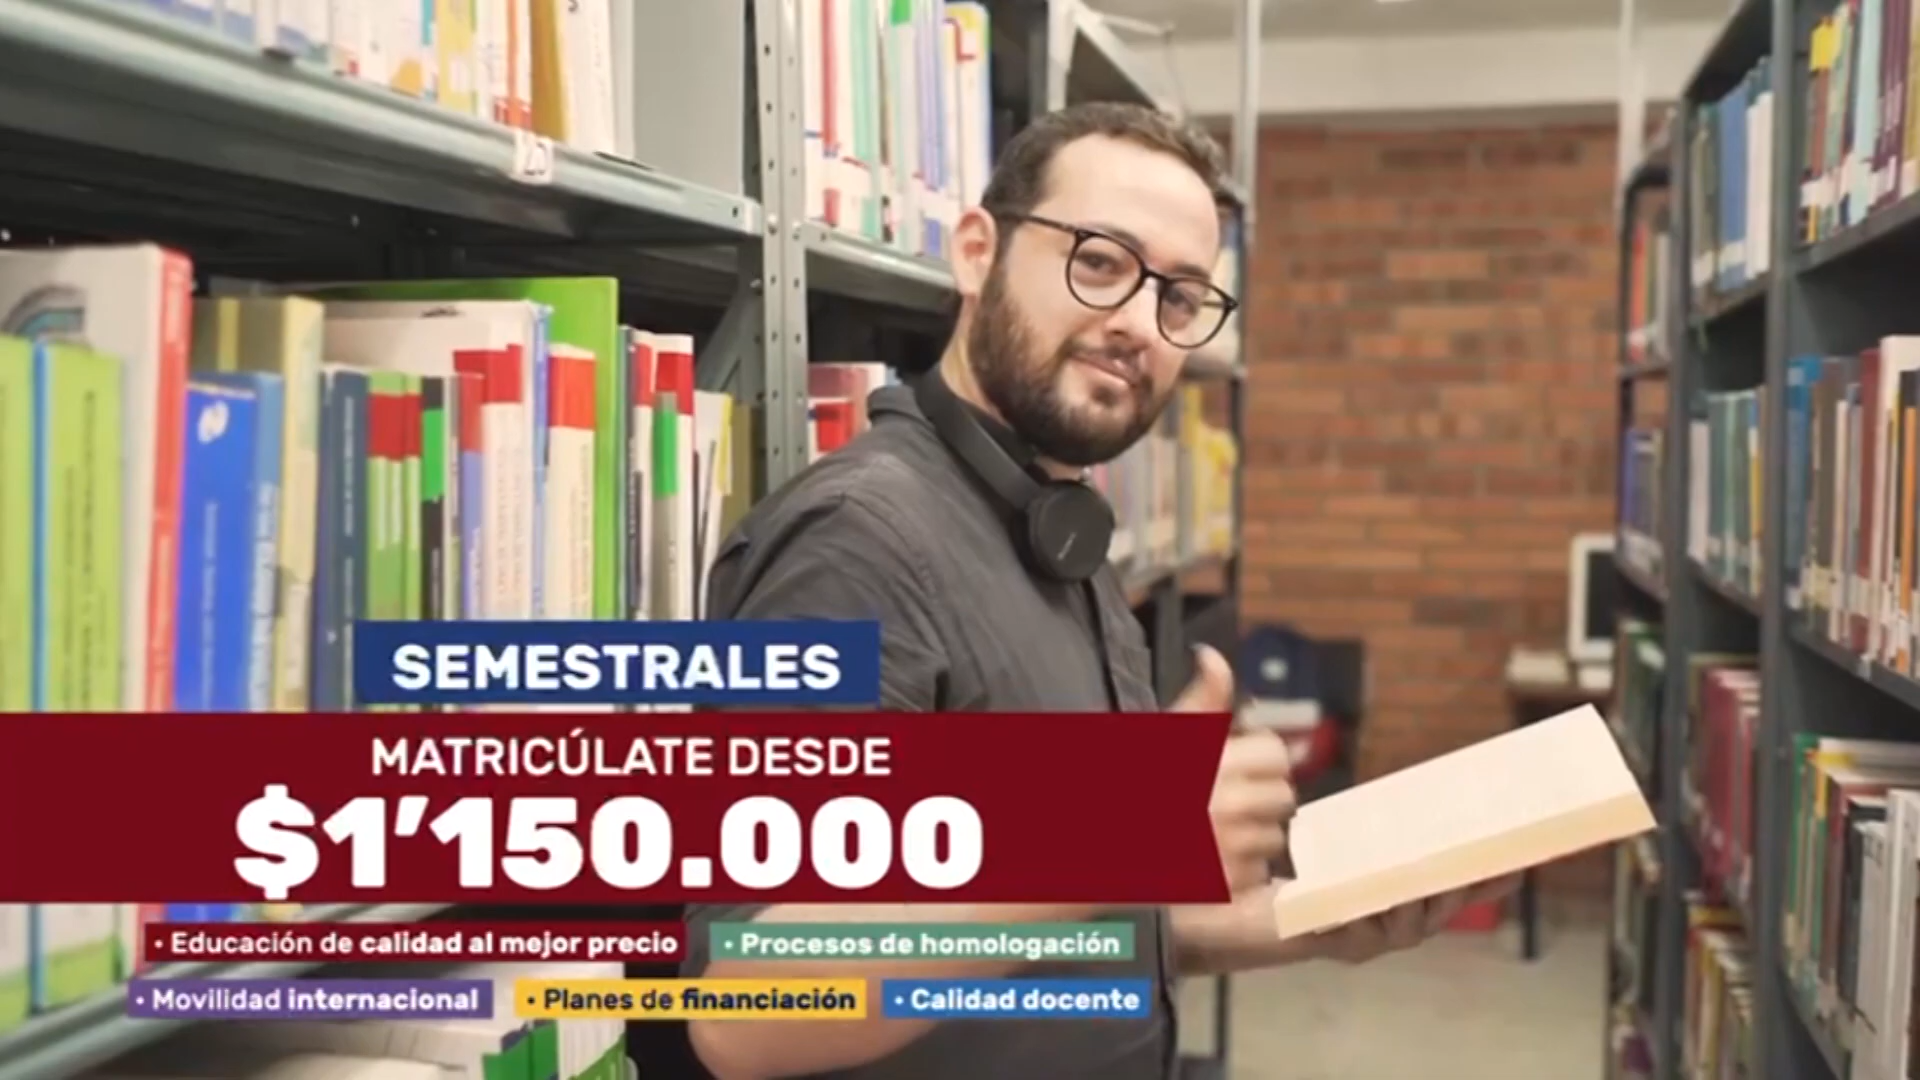 SEMESTRALES
MATRICÚLATE DESDE
$1'150.000
• Educación de calidad al mejor precio
• Procesos de homologación
• Movilidad internacional
• Planes de financiación
• Calidad docente